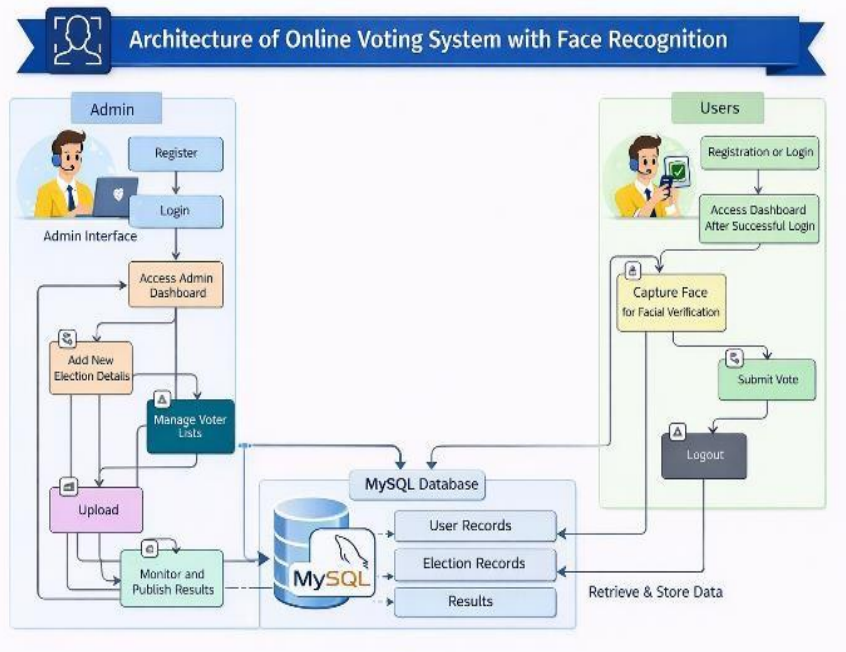 Architecture of Online Voting System with Face Recognition
Admin
Register
Login
Admin Interface
Access Admin
Dashboard
Add New
Election Details
Manage Voter
Lists
Upload
Monitor and
Publish Results
Users
Registration or Login
Access Dashboard
After Successful Login
Capture Face
for Facial Verification
Submit Vote
Logout
MySQL Database
MySQL
User Records
Election Records
Results
Retrieve & Store Data